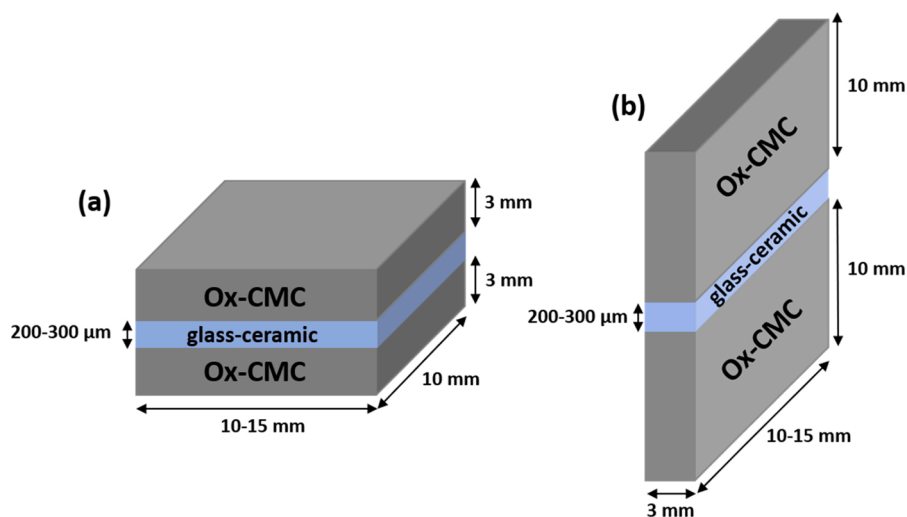 (a)
3 mm
3 mm
Ox-CMC
200-300 µm
glass-ceramic
Ox-CMC
10 mm
10-15 mm
(b)
10 mm
Ox-CMC
glass-ceramic
10 mm
200-300 µm
Ox-CMC
10-15 mm
3 mm